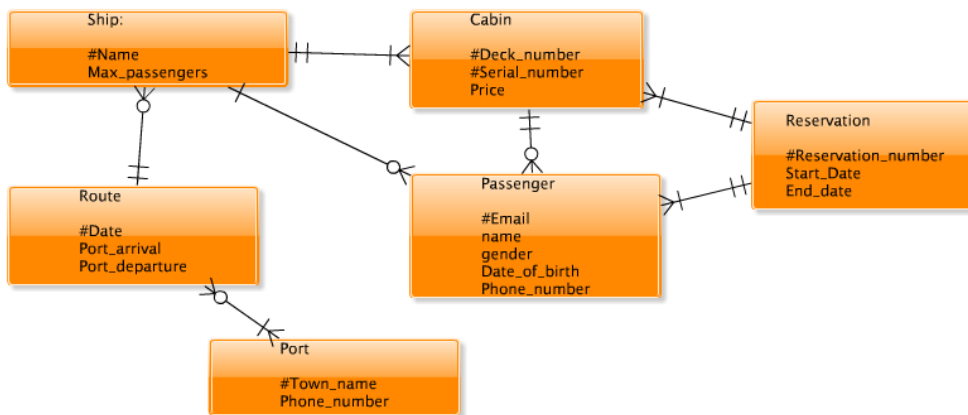 Ship:
#Name
Max_passengers
Cabin
#Deck_number
#Serial_number
Price
Reservation
#Reservation_number
Start_Date
End_date
Route
#Date
Port_arrival
Port_departure
Passenger
#Email
name
gender
Date_of_birth
Phone_number
Port
#Town_name
Phone_number